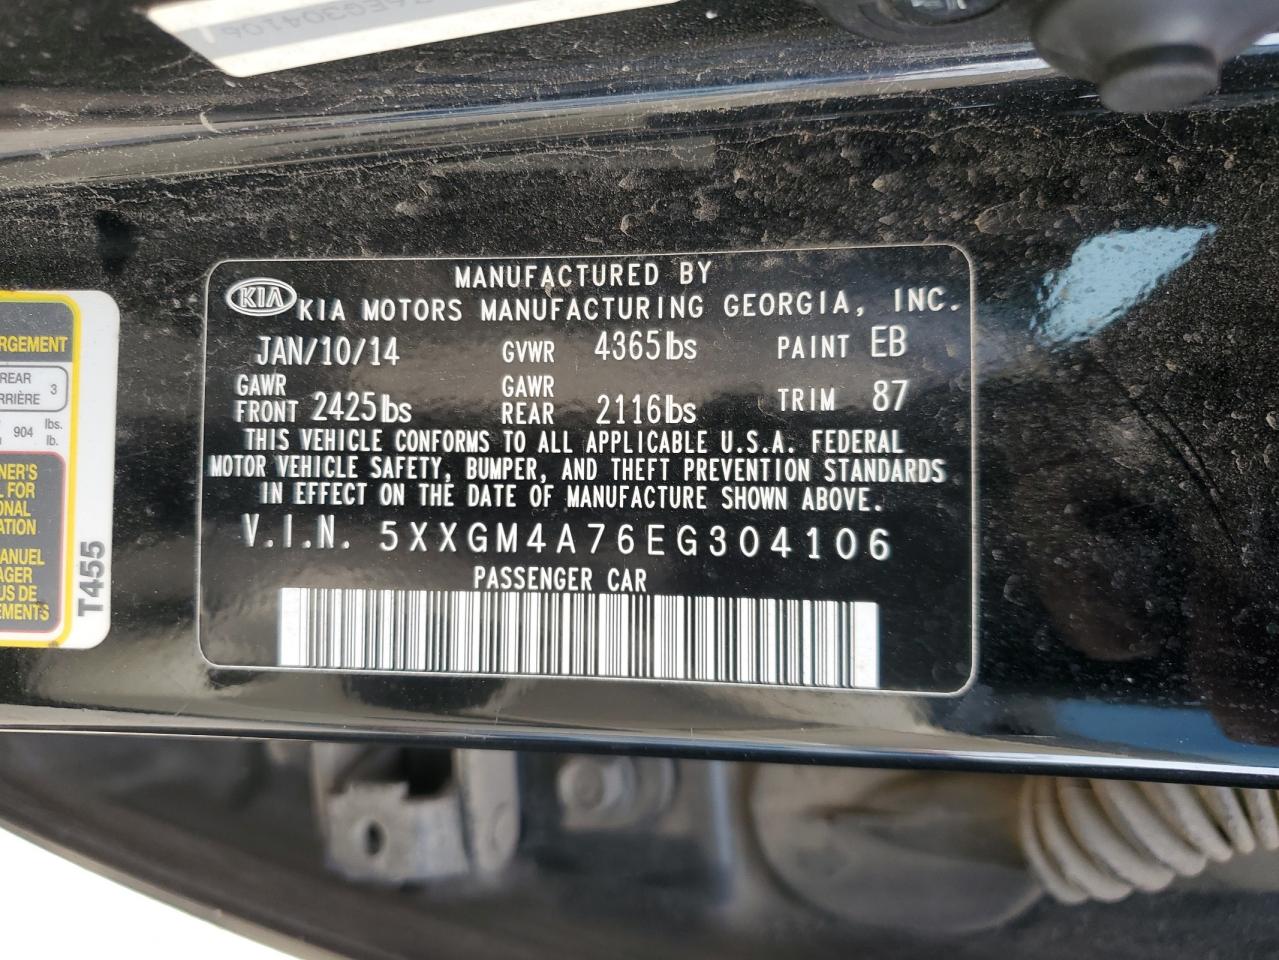 EG304106
MANUFACTURED BY
KIA KIA MOTORS MANUFACTURING GEORGIA, INC.
JAN/10/14 GVWR 4365lbs PAINT EB
GAWR FRONT 2425lbs GAWR REAR 2116lbs TRIM 87
THIS VEHICLE CONFORMS TO ALL APPLICABLE U.S.A. FEDERAL
MOTOR VEHICLE SAFETY, BUMPER, AND THEFT PREVENTION STANDARDS
IN EFFECT ON THE DATE OF MANUFACTURE SHOWN ABOVE.
V.I.N. 5XXGM4A76EG304106
PASSENGER CAR
RGEMENT
REAR
RRIÈRE 3
904 lbs.
lb.
NER'S
L FOR
ONAL
ATION
MANUEL
AGER
US DE
EMENTS
T455